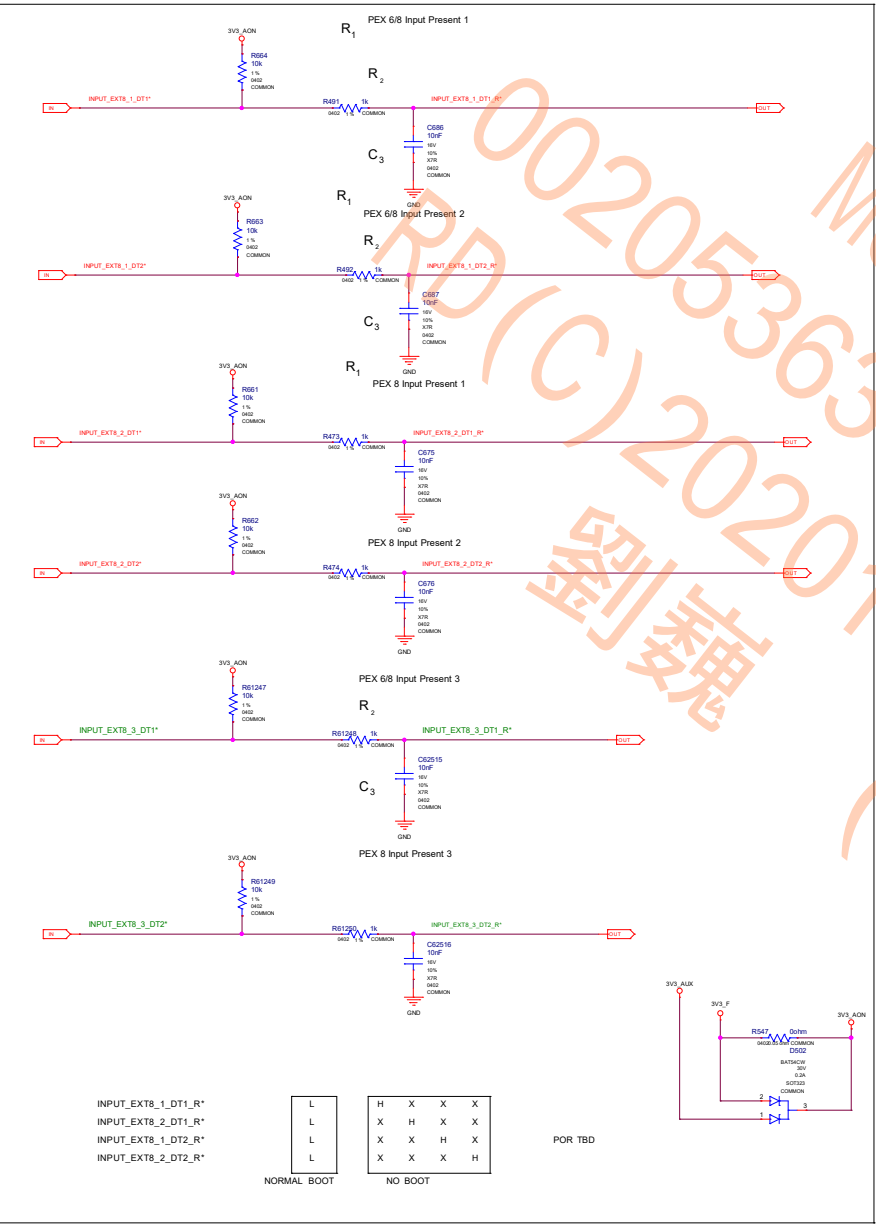 PEX 6/8 Input Present 1
R1
3V3_AON
R664
10k
1 %
0402
COMMON
R2
IN
INPUT_EXT8_1_DT1*
R491
1k
0402
1 %
COMMON
INPUT_EXT8_1_DT1_R*
OUT
C686
10nF
16V
10%
X7R
0402
COMMON
C3
GND
3V3_AON
R1
PEX 6/8 Input Present 2
R663
10k
1 %
0402
COMMON
R2
IN
INPUT_EXT8_1_DT2*
R492
1k
0402
1 %
COMMON
INPUT_EXT8_1_DT2_R*
OUT
C687
10nF
16V
10%
X7R
0402
COMMON
C3
GND
R1
3V3_AON
PEX 8 Input Present 1
R661
10k
1 %
0402
COMMON
IN
INPUT_EXT8_2_DT1*
R473
1k
0402
1 %
COMMON
INPUT_EXT8_2_DT1_R*
OUT
C675
10nF
16V
10%
X7R
0402
COMMON
GND
3V3_AON
R662
10k
1 %
0402
COMMON
PEX 8 Input Present 2
IN
INPUT_EXT8_2_DT2*
R474
1k
0402
1 %
COMMON
INPUT_EXT8_2_DT2_R*
OUT
C676
10nF
16V
10%
X7R
0402
COMMON
GND
3V3_AON
PEX 6/8 Input Present 3
R61247
10k
1 %
0402
COMMON
R2
IN
INPUT_EXT8_3_DT1*
R61248
1k
0402
1 %
COMMON
INPUT_EXT8_3_DT1_R*
OUT
C62515
10nF
16V
10%
X7R
0402
COMMON
C3
GND
PEX 8 Input Present 3
3V3_AON
R61249
10k
1 %
0402
COMMON
IN
INPUT_EXT8_3_DT2*
R61250
1k
0402
1 %
COMMON
INPUT_EXT8_3_DT2_R*
OUT
C62516
10nF
16V
10%
X7R
0402
COMMON
GND
3V3_AUX
3V3_F
3V3_AON
R547
0ohm
COMMON
D502
BAT54CW
30V
0.2A
SOT323
COMMON
2
3
1
INPUT_EXT8_1_DT1_R* L H X X X
INPUT_EXT8_2_DT1_R* L X H X X
INPUT_EXT8_1_DT2_R* L X X H X
INPUT_EXT8_2_DT2_R* L X X X H
POR TBD
NORMAL BOOT NO BOOT
00205363
RD(C)2020
劉巍